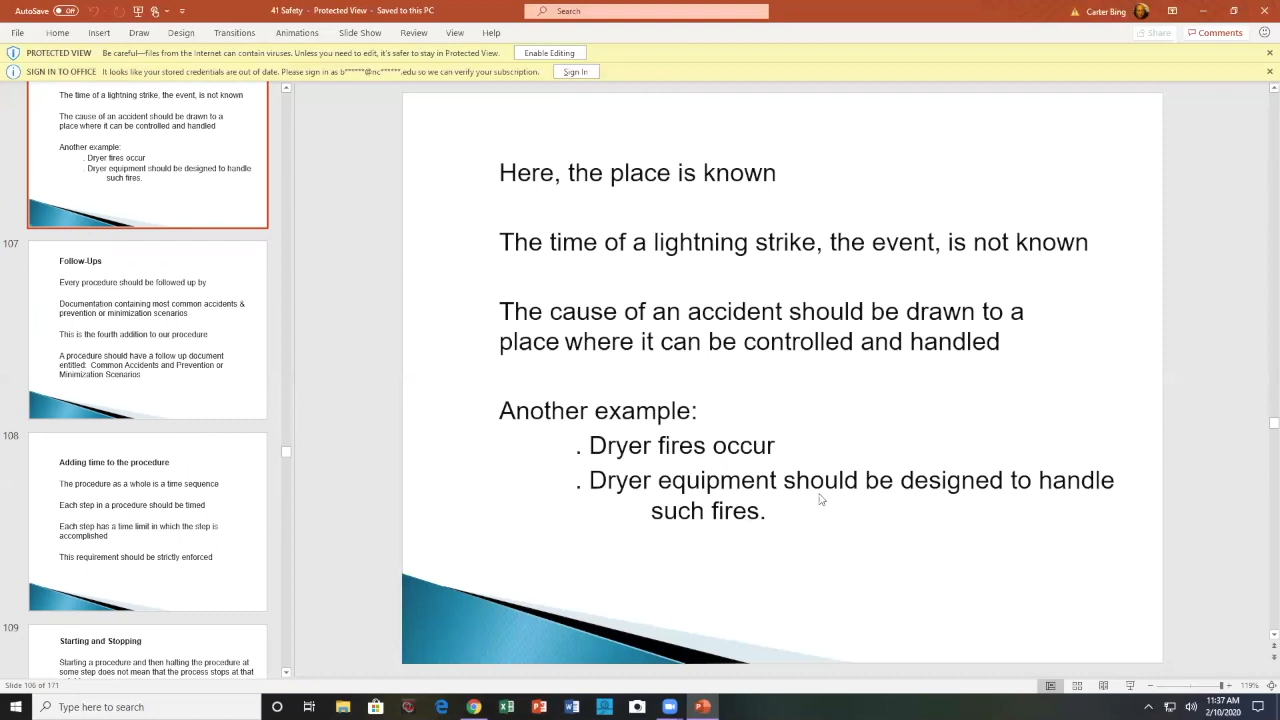 AutoSave
Off
41 Safety - Protected View - Saved to this PC
Search
Carter Bing
File
Home
Insert
Draw
Design
Transitions
Animations
Slide Show
Review
View
Help
Share
Comments
PROTECTED VIEW
Be careful—files from the Internet can contain viruses. Unless you need to edit, it's safer to stay in Protected View.
Enable Editing
SIGN IN TO OFFICE
It looks like your stored credentials are out of date. Please sign in as b******@nc******.edu so we can verify your subscription.
Sign In
The time of a lightning strike, the event, is not known
The cause of an accident should be drawn to a
place where it can be controlled and handled
Another example:
. Dryer fires occur
. Dryer equipment should be designed to handle
such fires.
107
Follow-Ups
Every procedure should be followed up by
Documentation containing most common accidents &
prevention or minimization scenarios
This is the fourth addition to our procedure
A procedure should have a follow up document
entitled: Common Accidents and Prevention or
Minimization Scenarios
108
Adding time to the procedure
The procedure as a whole is a time sequence
Each step in a procedure should be timed
Each step has a time limit in which the step is
accomplished
This requirement should be strictly enforced
109
Starting and Stopping
Starting a procedure and then halting the procedure at
some step does not mean that the process stops at that
Here, the place is known
The time of a lightning strike, the event, is not known
The cause of an accident should be drawn to a
place where it can be controlled and handled
Another example:
. Dryer fires occur
. Dryer equipment should be designed to handle
such fires.
Slide 106 of 171
119%
Type here to search
11:37 AM
2/10/2020